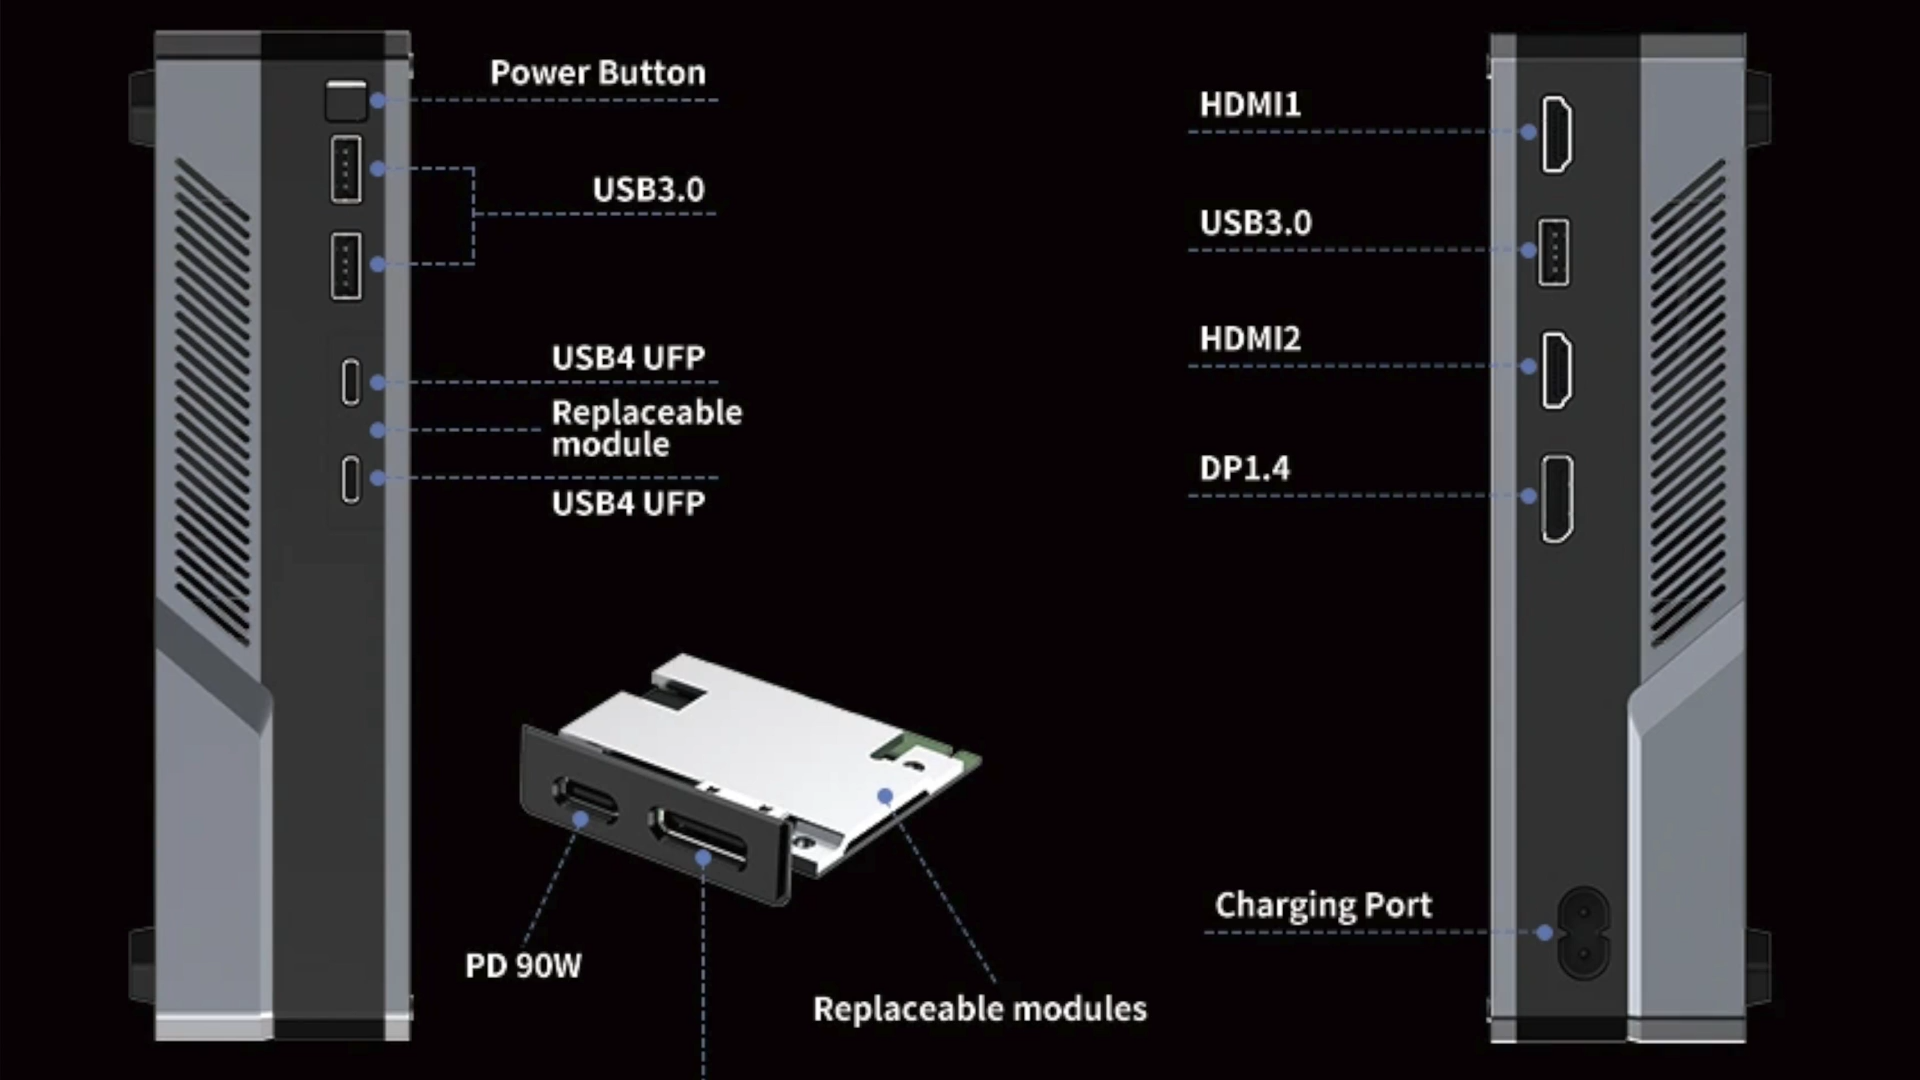 Power Button
USB3.0
USB4 UFP
Replaceable
module
USB4 UFP
HDMI1
USB3.0
HDMI2
DP1.4
Charging Port
PD 90W
Replaceable modules